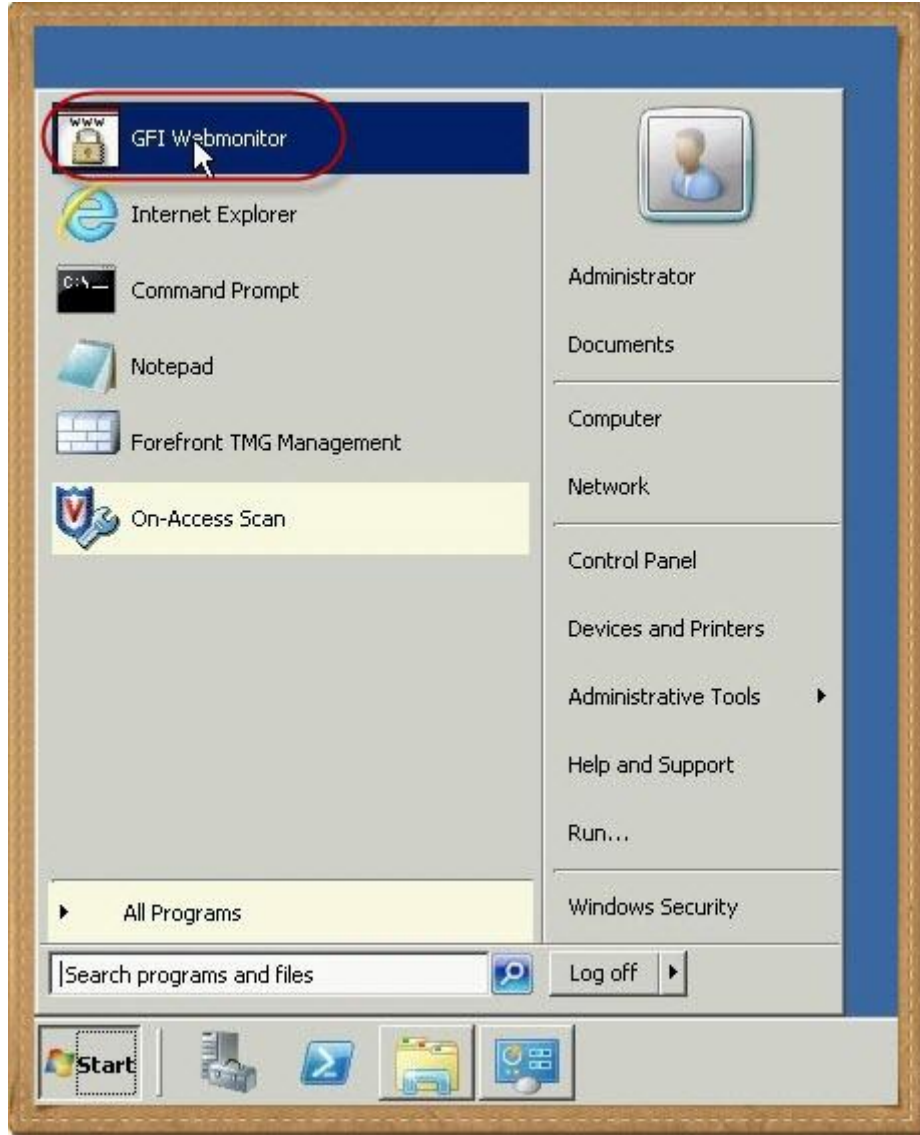 WWW
GFI Webmonitor
Internet Explorer
C:\_
Command Prompt
Notepad
Forefront TMG Management
On-Access Scan
All Programs
Search programs and files
Administrator
Documents
Computer
Network
Control Panel
Devices and Printers
Administrative Tools
Help and Support
Run...
Windows Security
Log off
Start